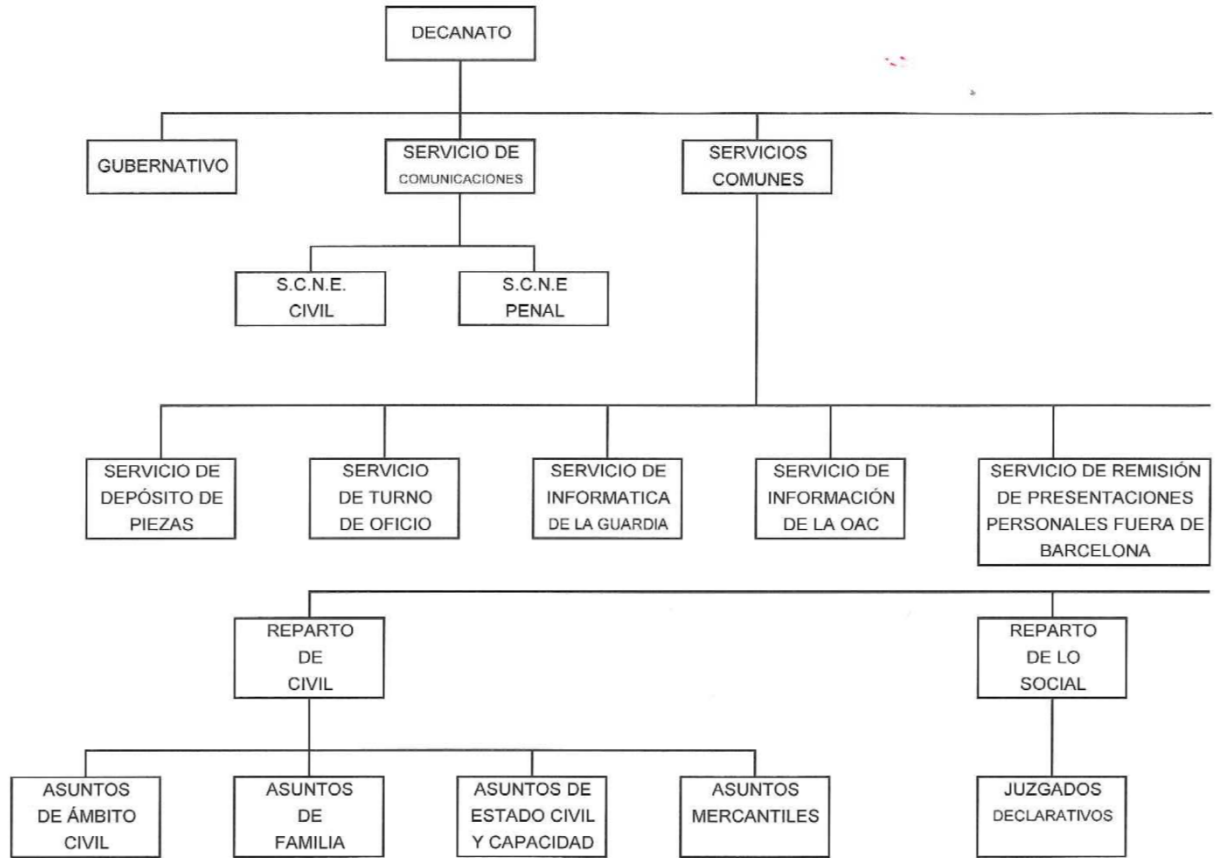 DECANATO
GUBERNATIVO
SERVICIO DE
COMUNICACIONES
SERVICIOS
COMUNES
S.C.N.E.
CIVIL
S.C.N.E
PENAL
SERVICIO DE
DEPÓSITO DE
PIEZAS
SERVICIO
DE TURNO
DE OFICIO
SERVICIO DE
INFORMATICA
DE LA GUARDIA
SERVICIO DE
INFORMACIÓN
DE LA OAC
SERVICIO DE REMISIÓN
DE PRESENTACIONES
PERSONALES FUERA DE
BARCELONA
REPARTO
DE
CIVIL
REPARTO
DE LO
SOCIAL
ASUNTOS
DE ÁMBITO
CIVIL
ASUNTOS
DE
FAMILIA
ASUNTOS DE
ESTADO CIVIL
Y CAPACIDAD
ASUNTOS
MERCANTILES
JUZGADOS
DECLARATIVOS